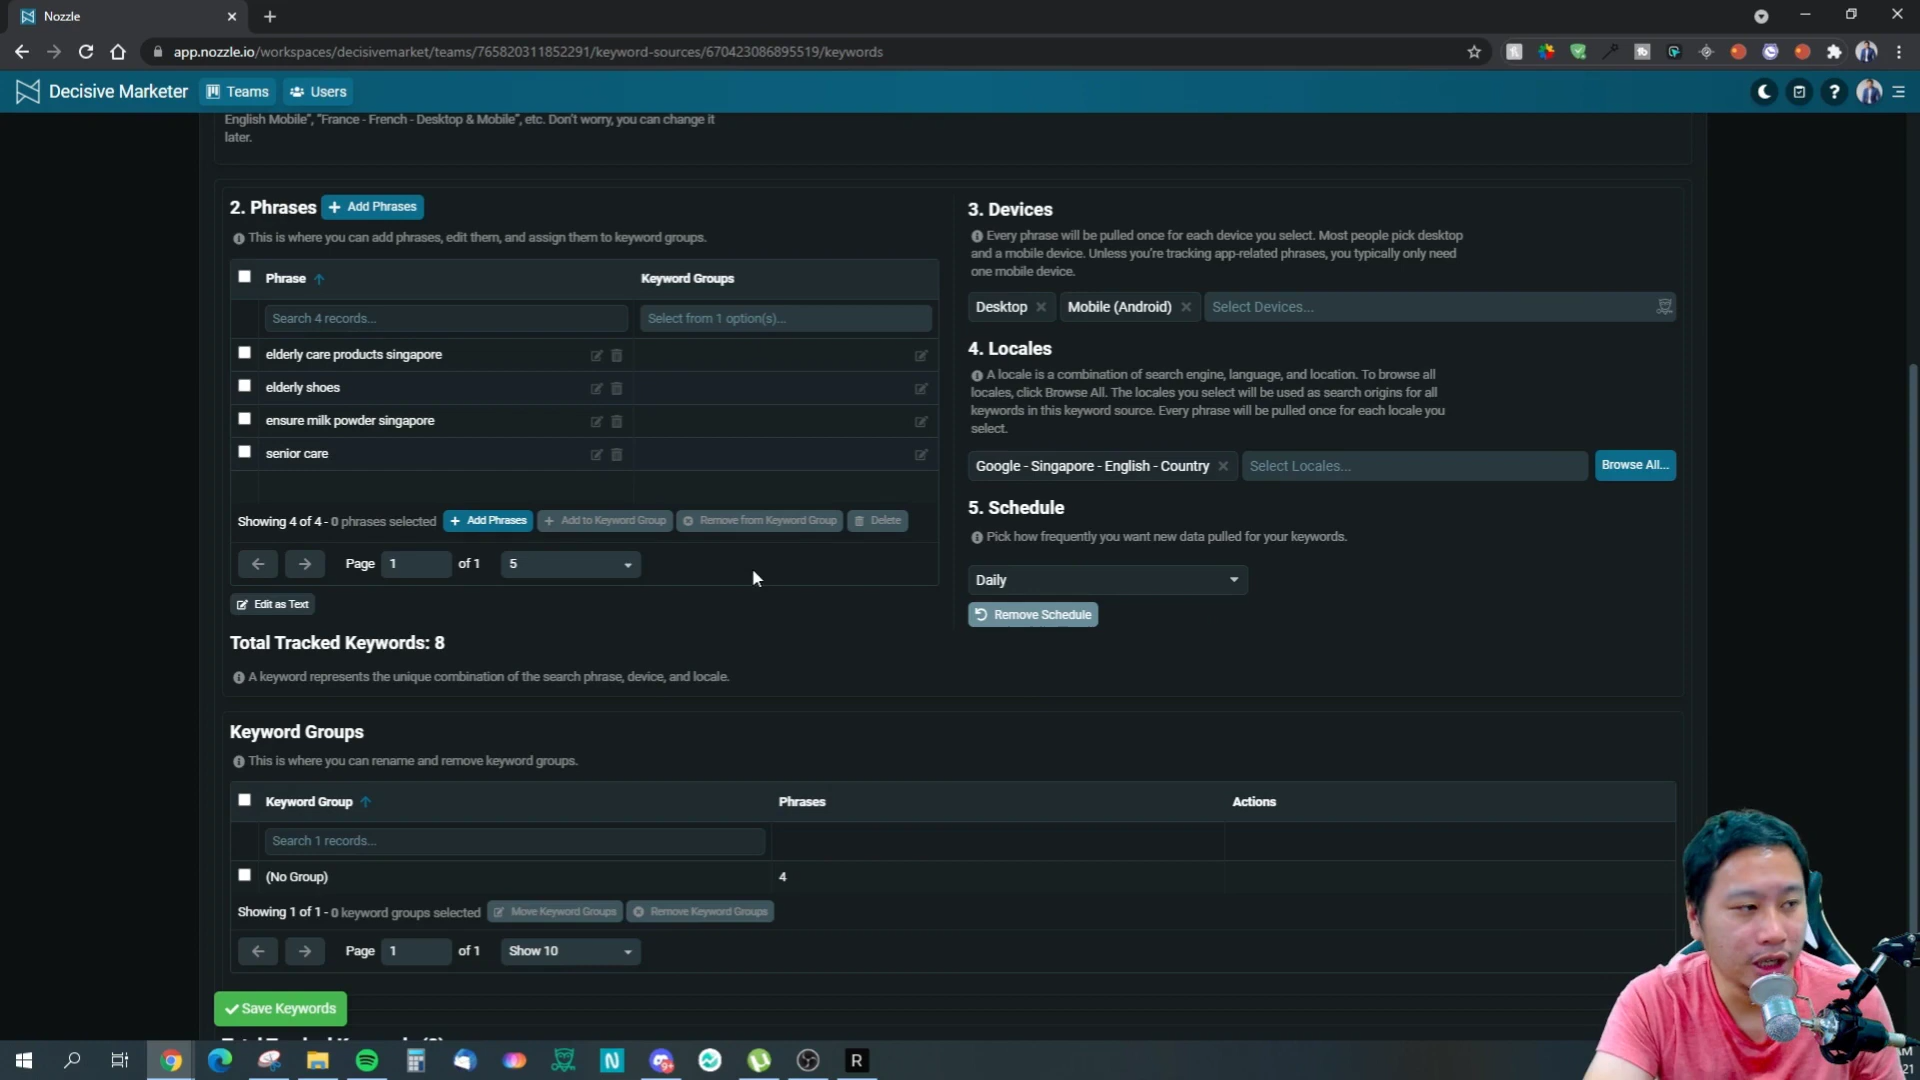 Nozzle
app.nozzle.io/workspaces/decisivemarket/teams/765820311852291/keyword-sources/670423086895519/keywords
Decisive Marketer
Teams
Users
English Mobile", "France - French - Desktop & Mobile", etc. Don't worry, you can change it
later.
2. Phrases
Add Phrases
This is where you can add phrases, edit them, and assign them to keyword groups.
Phrase
Keyword Groups
Search 4 records...
Select from 1 option(s)...
elderly care products singapore
elderly shoes
ensure milk powder singapore
senior care
Showing 4 of 4 - 0 phrases selected
Add Phrases
Add to Keyword Group
Remove from Keyword Group
Delete
Page
1
of 1
5
Edit as Text
Total Tracked Keywords: 8
A keyword represents the unique combination of the search phrase, device, and locale.
3. Devices
Every phrase will be pulled once for each device you select. Most people pick desktop
and a mobile device. Unless you're tracking app-related phrases, you typically only need
one mobile device.
Desktop
Mobile (Android)
Select Devices...
4. Locales
A locale is a combination of search engine, language, and location. To browse all
locales, click Browse All. The locales you select will be used as search origins for all
keywords in this keyword source. Every phrase will be pulled once for each locale you
select.
Google - Singapore - English - Country
Select Locales...
Browse All...
5. Schedule
Pick how frequently you want new data pulled for your keywords.
Daily
Remove Schedule
Keyword Groups
This is where you can rename and remove keyword groups.
Keyword Group
Phrases
Actions
Search 1 records...
(No Group)
4
Showing 1 of 1 - 0 keyword groups selected
Move Keyword Groups
Remove Keyword Groups
Page
1
of 1
Show 10
Save Keywords